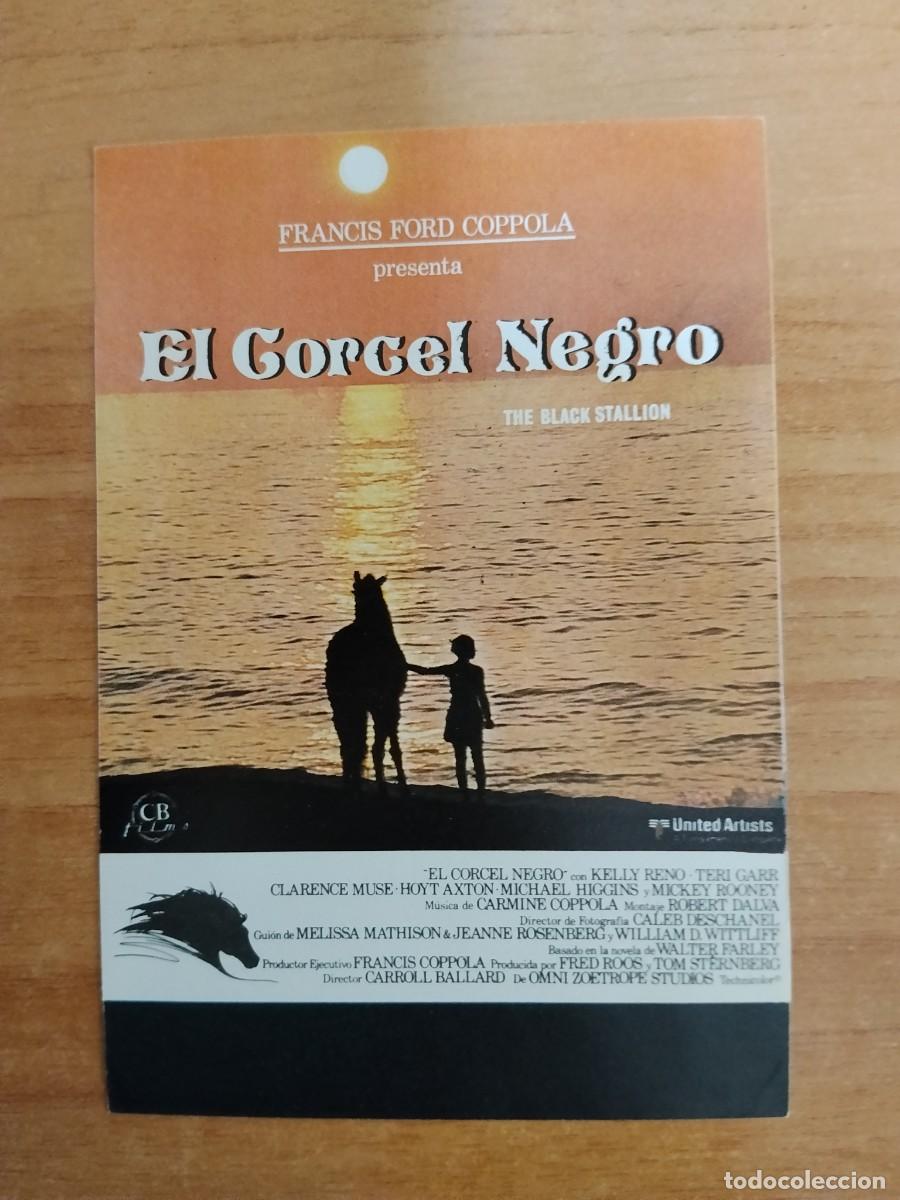 FRANCIS FORD COPPOLA
presenta
El Corcel Negro
THE BLACK STALLION
CB
films
United Artists
"EL CORCEL NEGRO" con KELLY RENO · TERI GARR
CLARENCE MUSE · HOYT AXTON · MICHAEL HIGGINS y MICKEY ROONEY
Música de CARMINE COPPOLA Montaje ROBERT DALVA
Director de Fotografía CALEB DESCHANEL
Guión de MELISSA MATHISON & JEANNE ROSENBERG y WILLIAM D. WITTLIFF
Basado en la novela de WALTER FARLEY
Productor Ejecutivo FRANCIS COPPOLA Producida por FRED ROOS y TOM STERNBERG
Director CARROLL BALLARD De OMNI ZOETROPE STUDIOS Technicolor®
todocoleccion